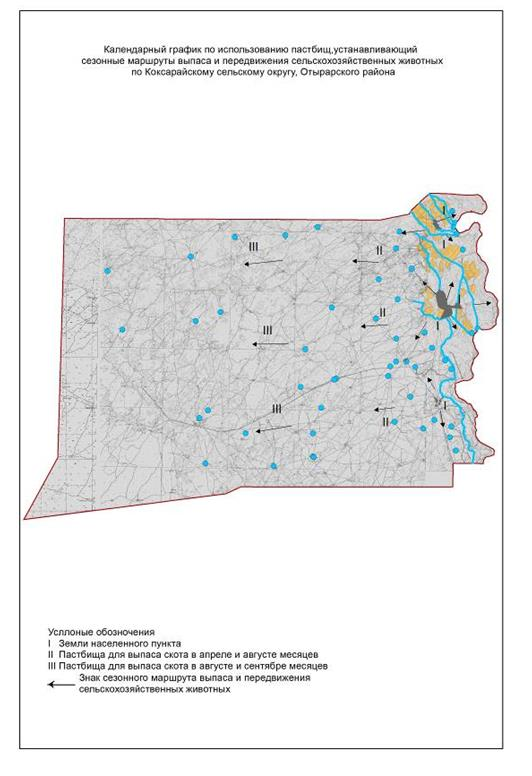 Календарный график по использованию пастбищ,устанавливающий
сезонные маршруты выпаса и передвижения сельскохозяйственных животных
по Коксарайскому сельскому округу, Отырарского района
I
I
III
II
I
II
I
III
III
I
II
Усллоные обозначения
I Земли населенного пункта
II Пастбища для выпаса скота в апреле и августе месяцев
III Пастбища для выпаса скота в августе и сентябре месяцев
Знак сезонного маршрута выпаса и передвижения
сельскохозяйственных животных